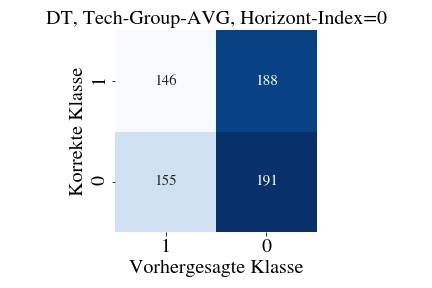 DT, Tech-Group-AVG, Horizont-Index=0
Korrekte Klasse
1
146
188
0
155
191
1
0
Vorhergesagte Klasse